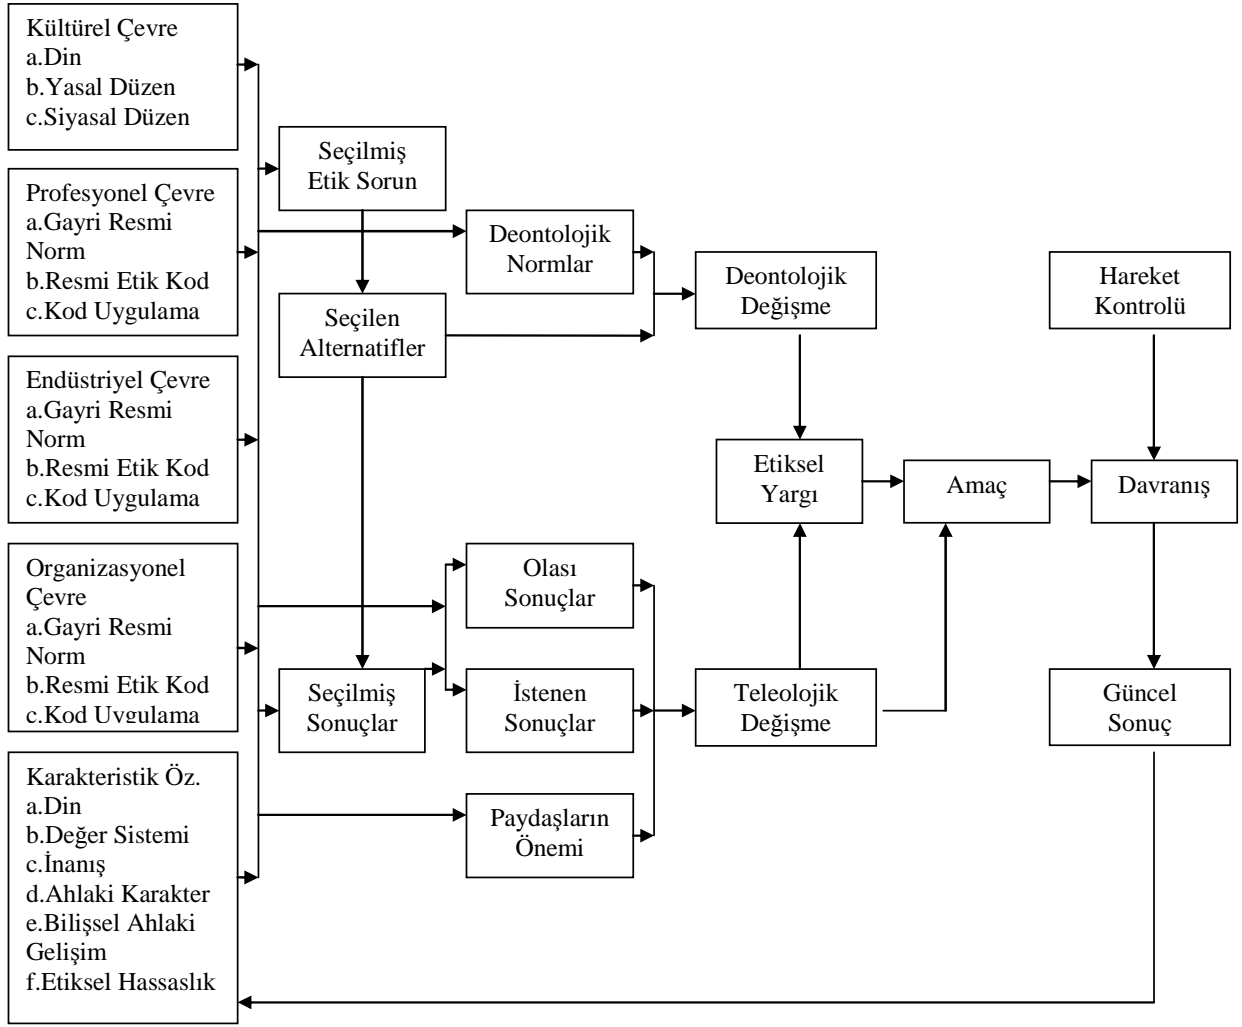 Kültürel Çevre
a.Din
b.Yasal Düzen
c.Siyasal Düzen
Profesyonel Çevre
a.Gayri Resmi
Norm
b.Resmi Etik Kod
c.Kod Uygulama
Endüstriyel Çevre
a.Gayri Resmi
Norm
b.Resmi Etik Kod
c.Kod Uygulama
Organizasyonel
Çevre
a.Gayri Resmi
Norm
b.Resmi Etik Kod
c.Kod Uygulama
Karakteristik Öz.
a.Din
b.Değer Sistemi
c.İnanış
d.Ahlaki Karakter
e.Bilişsel Ahlaki
Gelişim
f.Etiksel Hassaslık
Seçilmiş
Etik Sorun
Seçilen
Alternatifler
Seçilmiş
Sonuçlar
Deontolojik
Normlar
Olası
Sonuçlar
İstenen
Sonuçlar
Paydaşların
Önemi
Deontolojik
Değişme
Etiksel
Yargı
Teleolojik
Değişme
Amaç
Hareket
Kontrolü
Davranış
Güncel
Sonuç